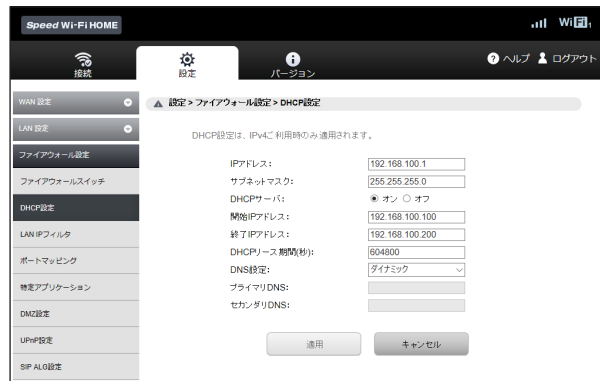 Speed Wi-Fi HOME
WiFi 1
接続
設定
バージョン
ヘルプ
ログアウト
WAN 設定
LAN 設定
ファイアウォール設定
ファイアウォールスイッチ
DHCP設定
LAN IPフィルタ
ポートマッピング
特定アプリケーション
DMZ設定
UPnP設定
SIP ALG設定
設定 > ファイアウォール設定 > DHCP設定
DHCP設定は、IPv4ご利用時のみ適用されます。
IPアドレス: 192.168.100.1
サブネットマスク: 255.255.255.0
DHCPサーバ: オン オフ
開始IPアドレス: 192.168.100.100
終了IPアドレス: 192.168.100.200
DHCPリース期間(秒): 604800
DNS設定: ダイナミック
プライマリDNS:
セカンダリDNS:
適用 キャンセル